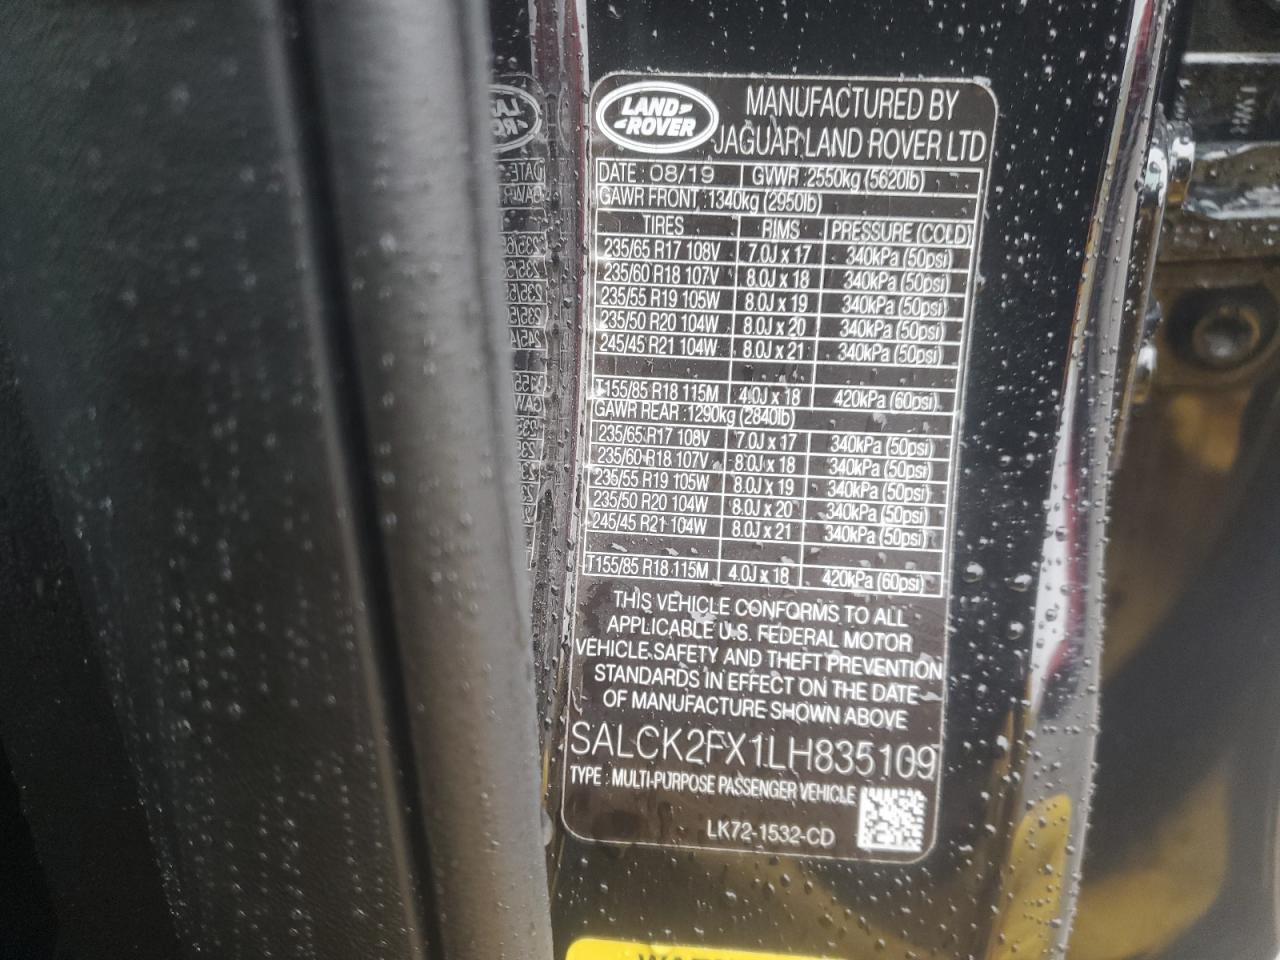 LAND
ROVER
MANUFACTURED BY
JAGUAR LAND ROVER LTD
DATE : 08/19 GVWR : 2550kg (5620lb)
GAWR FRONT : 1340kg (2950lb)
TIRES RIMS PRESSURE (COLD)
235/65 R17 108V 7.0J x 17 340kPa (50psi)
235/60 R18 107V 8.0J x 18 340kPa (50psi)
235/55 R19 105W 8.0J x 19 340kPa (50psi)
235/50 R20 104W 8.0J x 20 340kPa (50psi)
245/45 R21 104W 8.0J x 21 340kPa (50psi)
T155/85 R18 115M 4.0J x 18 420kPa (60psi)
GAWR REAR : 1290kg (2840lb)
235/65 R17 108V 7.0J x 17 340kPa (50psi)
235/60 R18 107V 8.0J x 18 340kPa (50psi)
235/55 R19 105W 8.0J x 19 340kPa (50psi)
235/50 R20 104W 8.0J x 20 340kPa (50psi)
245/45 R21 104W 8.0J x 21 340kPa (50psi)
T155/85 R18 115M 4.0J x 18 420kPa (60psi)
THIS VEHICLE CONFORMS TO ALL
APPLICABLE U.S. FEDERAL MOTOR
VEHICLE SAFETY AND THEFT PREVENTION
STANDARDS IN EFFECT ON THE DATE
OF MANUFACTURE SHOWN ABOVE
SALCK2FX1LH835109
TYPE : MULTI-PURPOSE PASSENGER VEHICLE
LK72-1532-CD